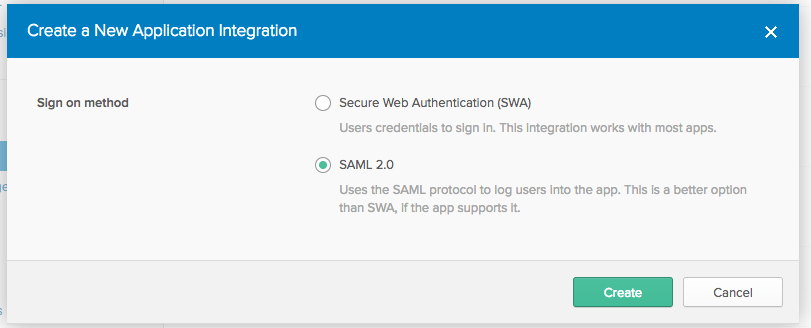 Create a New Application Integration
Sign on method
Secure Web Authentication (SWA)
Users credentials to sign in. This integration works with most apps.
SAML 2.0
Uses the SAML protocol to log users into the app. This is a better option
than SWA, if the app supports it.
Create
Cancel